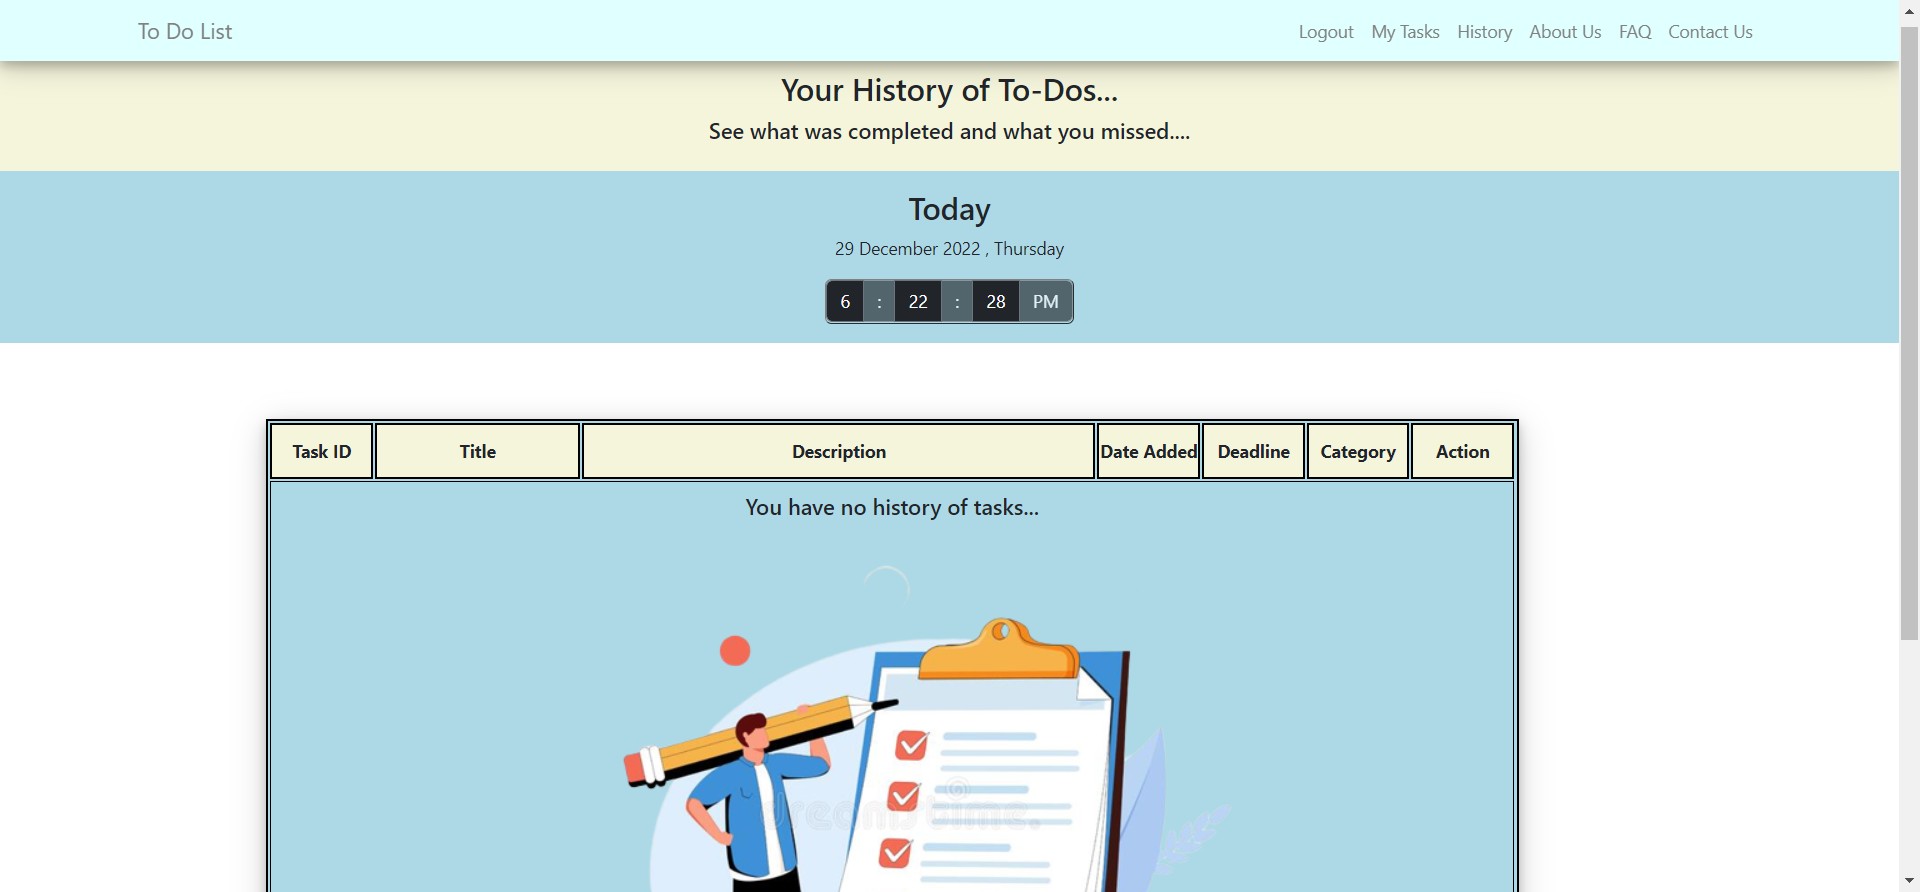 To Do List Logout My Tasks History About Us FAQ Contact Us
Your History of To-Dos...
See what was completed and what you missed....
Today
29 December 2022 , Thursday
6 : 22 : 28 PM
Task ID Title Description Date Added Deadline Category Action
You have no history of tasks...
dreamstime.